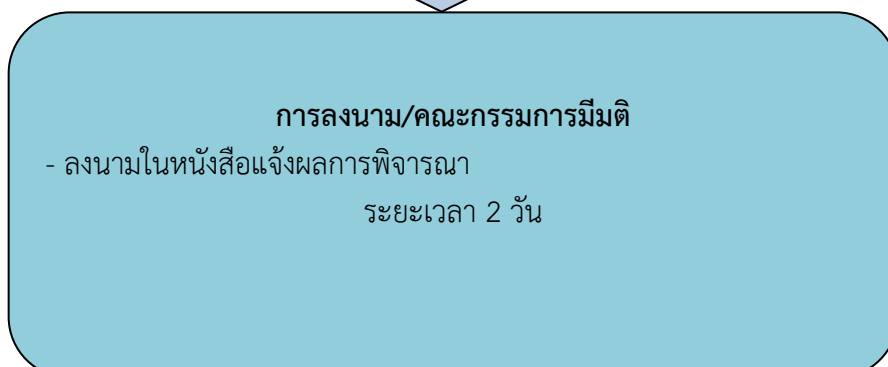 การลงนาม/คณะกรรมการมีมติ
- ลงนามในหนังสือแจ้งผลการพิจารณา
ระยะเวลา 2 วัน